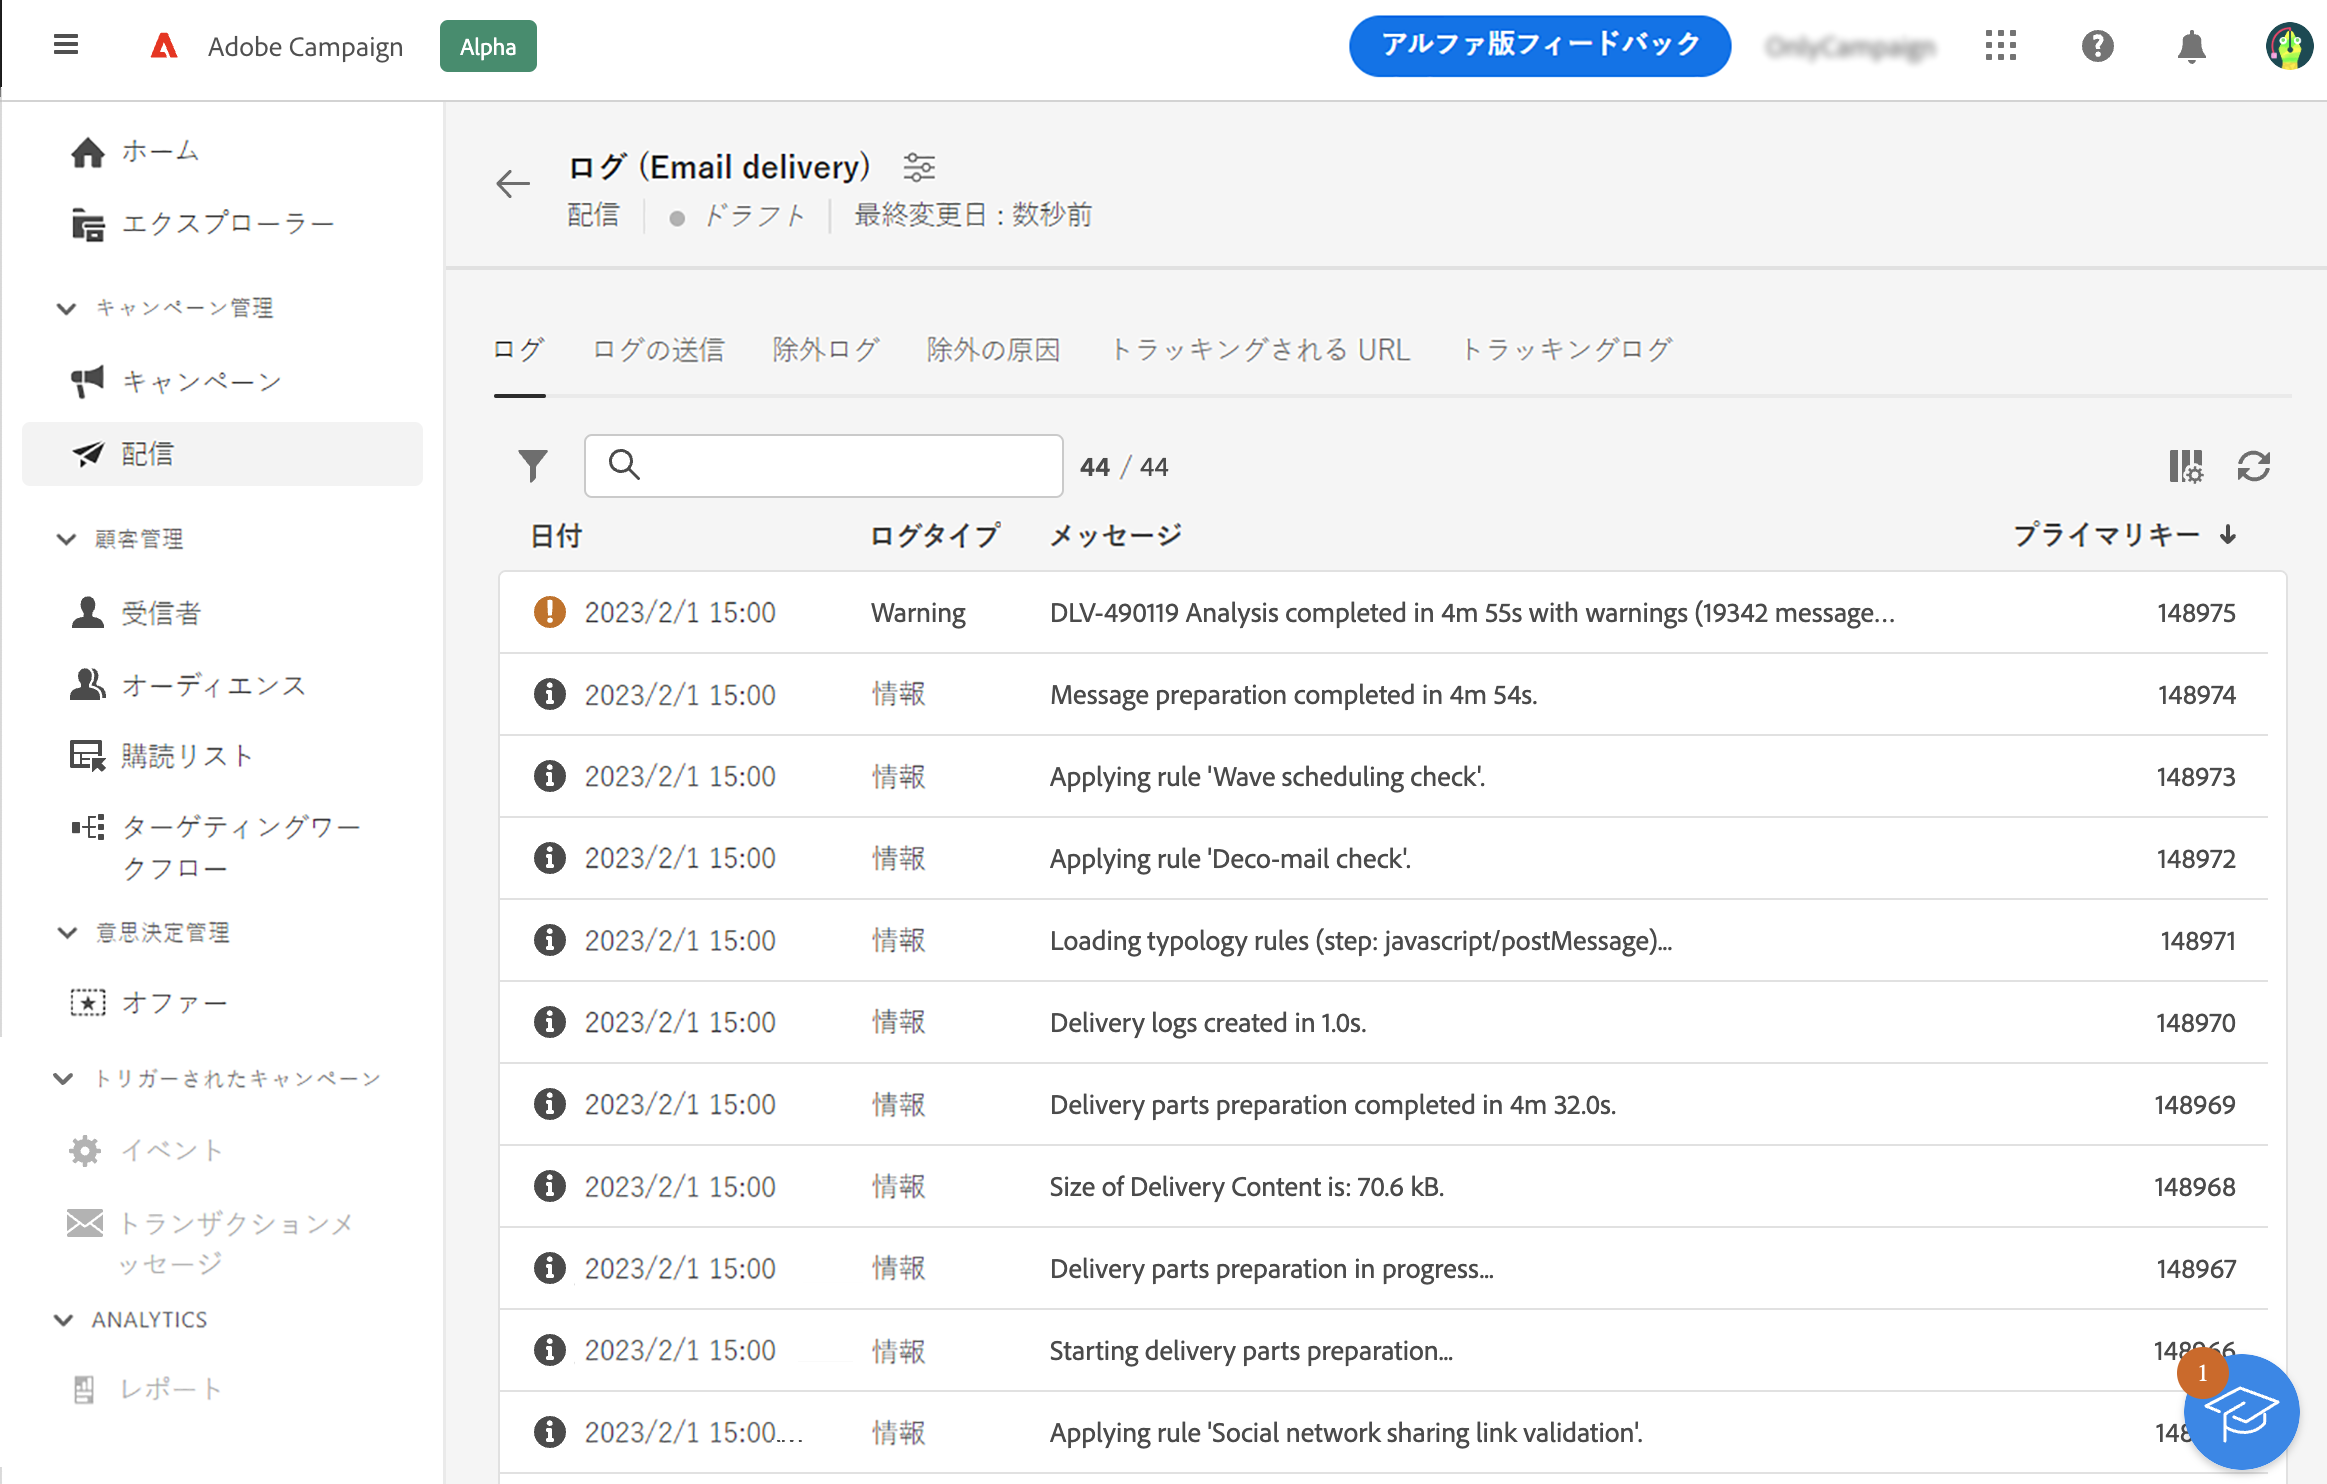 Adobe Campaign
Alpha
アルファ版フィードバック
ホーム
エクスプローラー
キャンペーン管理
キャンペーン
配信
顧客管理
受信者
オーディエンス
購読リスト
ターゲティングワー
クフロー
意思決定管理
オファー
トリガーされたキャンペーン
イベント
トランザクションメ
ッセージ
ANALYTICS
レポート
ログ (Email delivery)
配信 ドラフト 最終変更日 : 数秒前
ログ ログの送信 除外ログ 除外の原因 トラッキングされる URL トラッキングログ
44 / 44
日付 ログタイプ メッセージ プライマリキー
2023/2/1 15:00 Warning DLV-490119 Analysis completed in 4m 55s with warnings (19342 message... 148975
2023/2/1 15:00 情報 Message preparation completed in 4m 54s. 148974
2023/2/1 15:00 情報 Applying rule 'Wave scheduling check'. 148973
2023/2/1 15:00 情報 Applying rule 'Deco-mail check'. 148972
2023/2/1 15:00 情報 Loading typology rules (step: javascript/postMessage)... 148971
2023/2/1 15:00 情報 Delivery logs created in 1.0s. 148970
2023/2/1 15:00 情報 Delivery parts preparation completed in 4m 32.0s. 148969
2023/2/1 15:00 情報 Size of Delivery Content is: 70.6 kB. 148968
2023/2/1 15:00 情報 Delivery parts preparation in progress... 148967
2023/2/1 15:00 情報 Starting delivery parts preparation... 148966
2023/2/1 15:00.... 情報 Applying rule 'Social network sharing link validation'.
1